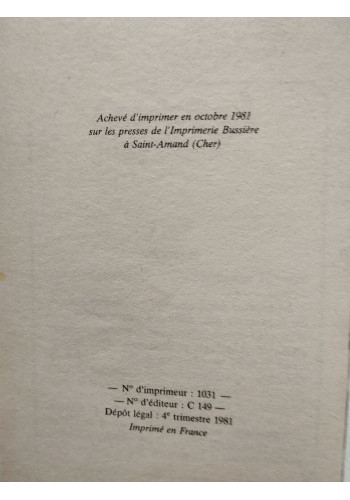 Achevé d'imprimer en octobre 1981
sur les presses de l'Imprimerie Bussière
à Saint-Amand (Cher)
— N° d'imprimeur : 1031 —
— N° d'éditeur : C 149 —
Dépôt légal : 4e trimestre 1981
Imprimé en France